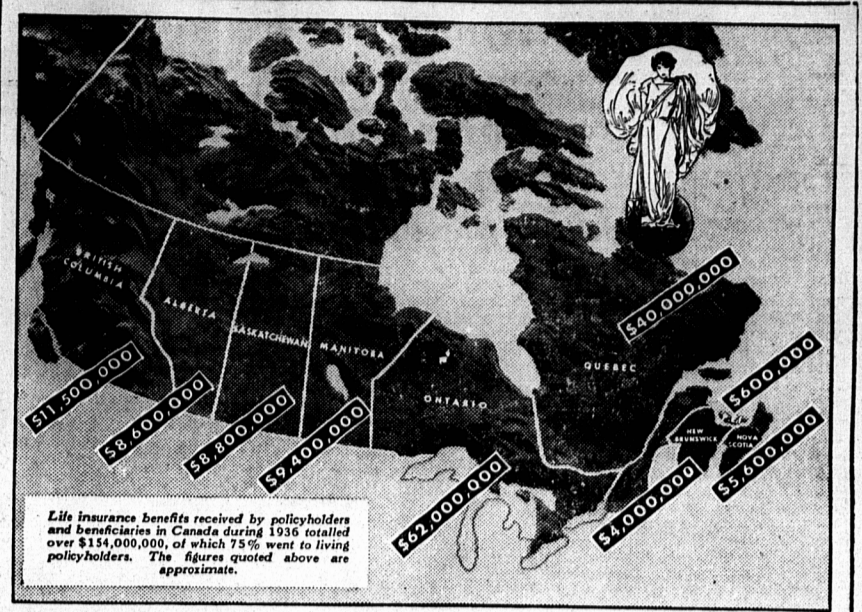 BRITISH
COLUMBIA
ALBERTA
SASKATCHEWAN
MANITOBA
ONTARIO
QUEBEC
NEW
BRUNSWICK
NOVA
SCOTIA
$40,000,000
$600,000
$11,500,000
$8,600,000
$8,800,000
$9,400,000
$62,000,000
$4,000,000
$5,600,000
Life insurance benefits received by policyholders
and beneficiaries in Canada during 1936 totalled
over $154,000,000, of which 75% went to living
policyholders. The figures quoted above are
approximate.